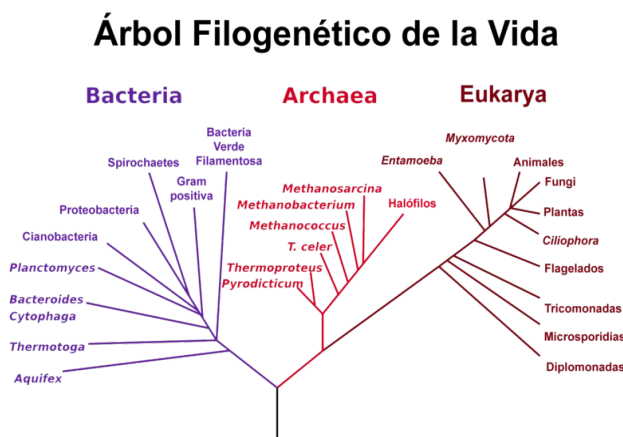 Árbol Filogenético de la Vida
Bacteria
Archaea
Eukarya
Bacteria
Verde
Filamentosa
Spirochaetes
Gram
positiva
Proteobacteria
Cianobacteria
Planctomyces
Bacteroides
Cytophaga
Thermotoga
Aquifex
Methanosarcina
Methanobacterium
Halófilos
Methanococcus
T. celer
Thermoproteus
Pyrodicticum
Myxomycota
Entamoeba
Animales
Fungi
Plantas
Ciliophora
Flagelados
Tricomonadas
Microsporidias
Diplomonadas